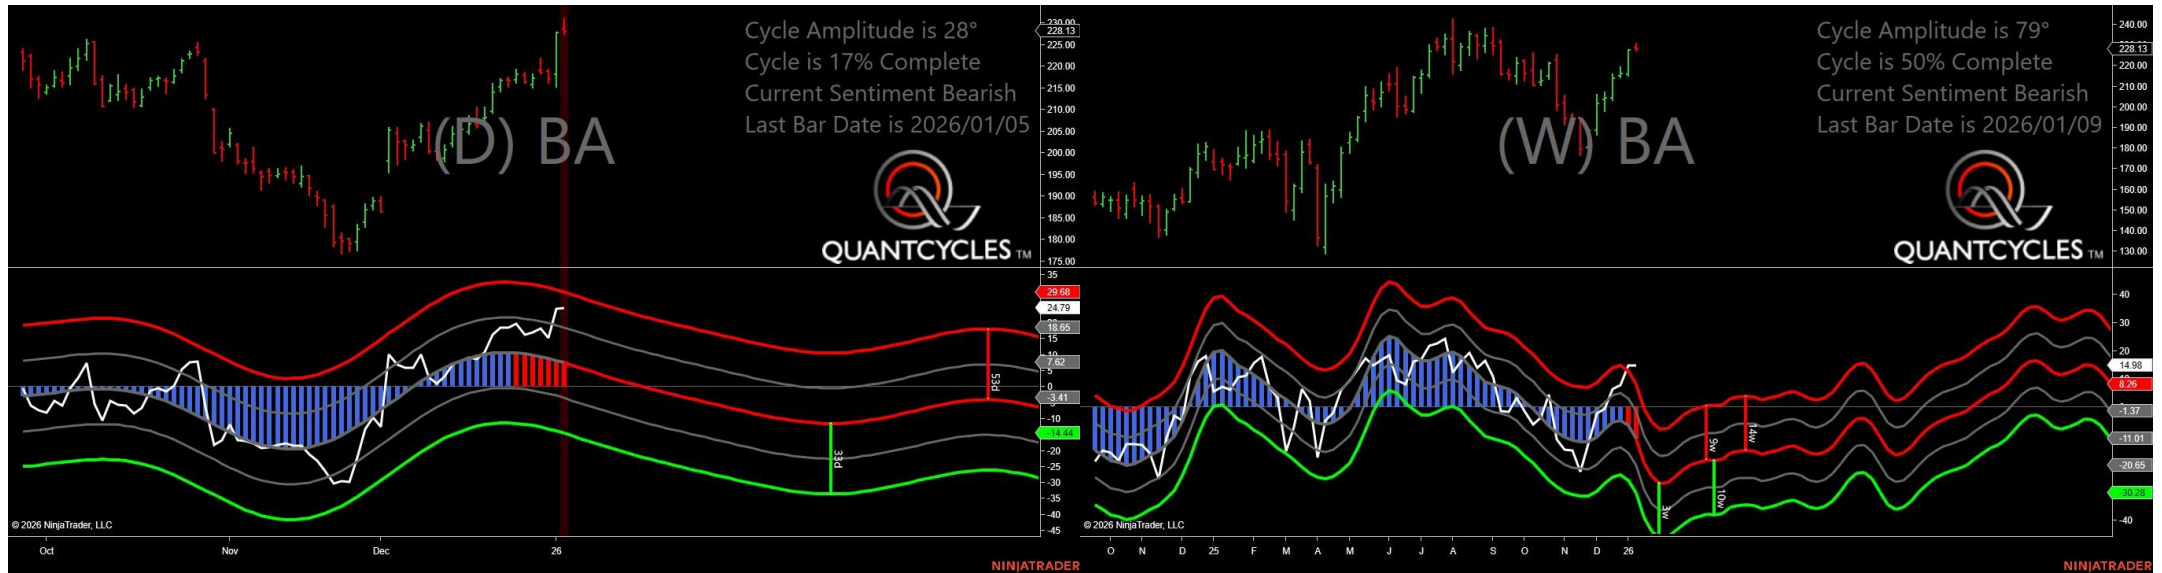 Cycle Amplitude is 28°
Cycle is 17% Complete
Current Sentiment Bearish
Last Bar Date is 2026/01/05
(D) BA
QUANTCYCLES TM
230.00
228.13
225.00
220.00
215.00
210.00
205.00
200.00
195.00
190.00
185.00
180.00
175.00
35
29.68
24.79
18.65
15
10
7.62
5
0
-3.41
-10
-14.44
-20
-25
-30
-35
-40
-45
53d
33d
© 2026 NinjaTrader, LLC
Oct Nov Dec 26
NINJATRADER
Cycle Amplitude is 79°
Cycle is 50% Complete
Current Sentiment Bearish
Last Bar Date is 2026/01/09
(W) BA
QUANTCYCLES TM
240.00
228.13
220.00
210.00
200.00
190.00
180.00
170.00
160.00
150.00
140.00
130.00
40
30
20
14.98
8.26
-1.37
-11.01
-20.65
-30.28
-40
9w
14w
10w
3w
© 2026 NinjaTrader, LLC
O N D 25 F M A M J J A S O N D 26
NINJATRADER